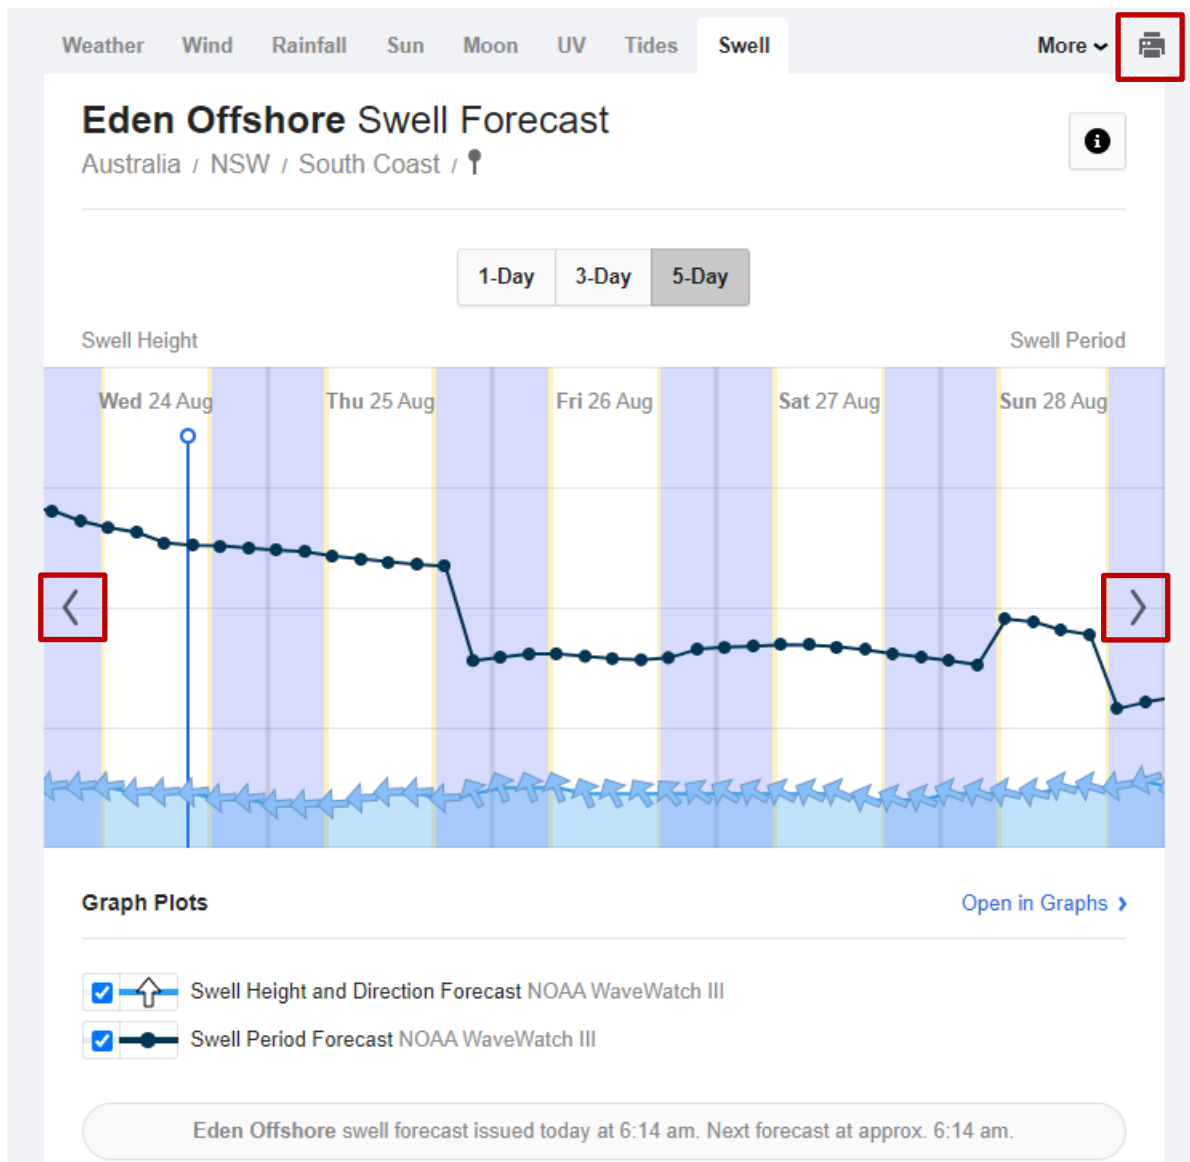 Weather Wind Rainfall Sun Moon UV Tides Swell More
Eden Offshore Swell Forecast
Australia / NSW / South Coast /
1-Day 3-Day 5-Day
Swell Height Swell Period
Wed 24 Aug Thu 25 Aug Fri 26 Aug Sat 27 Aug Sun 28 Aug
Graph Plots Open in Graphs
Swell Height and Direction Forecast NOAA WaveWatch III
Swell Period Forecast NOAA WaveWatch III
Eden Offshore swell forecast issued today at 6:14 am. Next forecast at approx. 6:14 am.